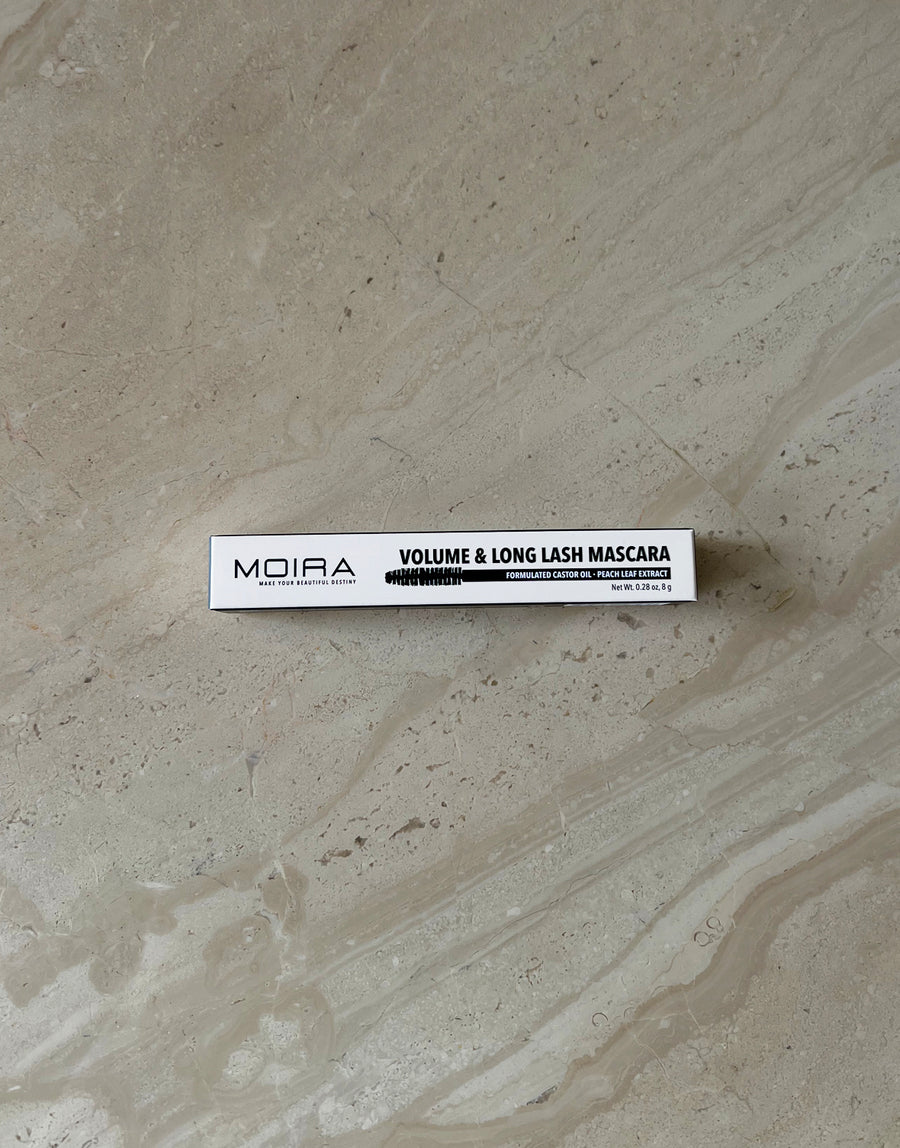 MOIRA
MAKE YOUR BEAUTIFUL DESTINY
VOLUME & LONG LASH MASCARA
FORMULATED CASTOR OIL • PEACH LEAF EXTRACT
Net Wt. 0.28 oz, 8 g